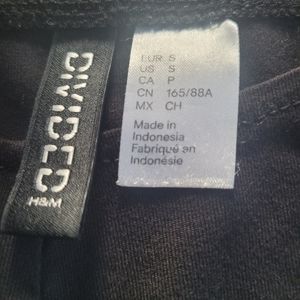 DIVIDED
H&M
EUR S
US S
CA P
CN 165/88A
MX CH
Made in
Indonesia
Fabriqué en
Indonésie